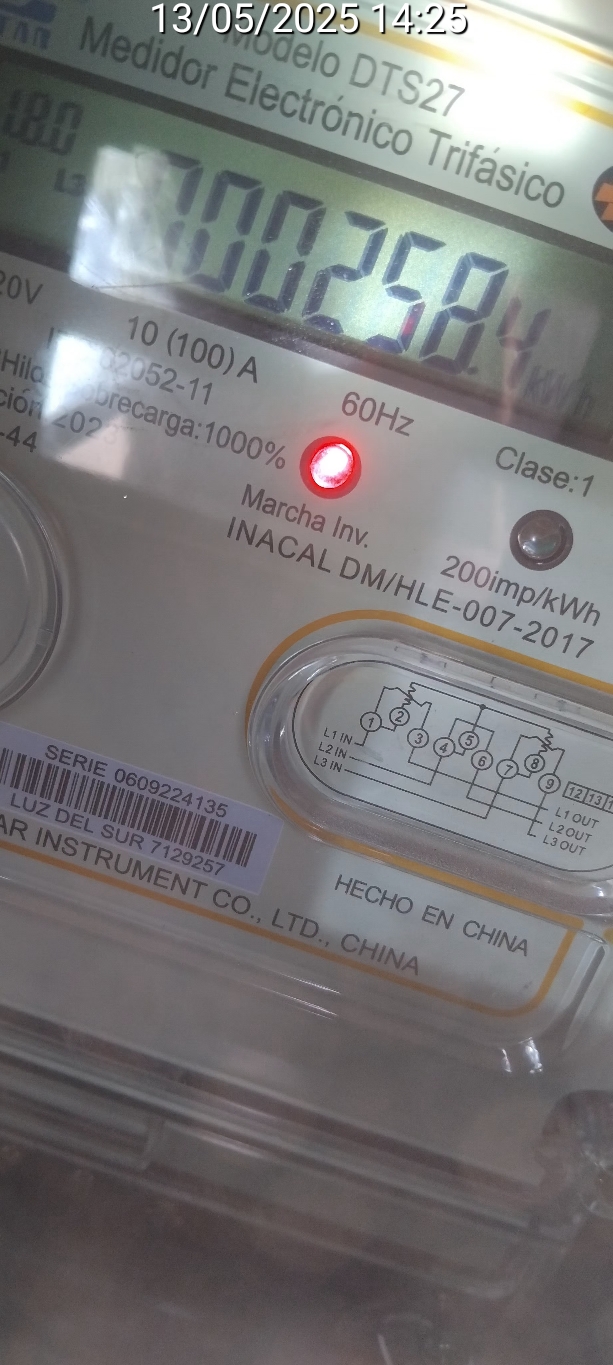 13/05/2025 14:25
Modelo DTS27
Medidor Electrónico Trifásico
L3
kWh
10 (100) A
60Hz
Clase:1
Marcha Inv.
200imp/kWh
INACAL DM/HLE-007-2017
1 2 3 4 5 6 7 8 9 12 13
L1 IN
L2 IN
L3 IN
L1 OUT
L2 OUT
L3 OUT
SERIE 0609224135
LUZ DEL SUR 7129257
INSTRUMENT CO., LTD., CHINA
HECHO EN CHINA